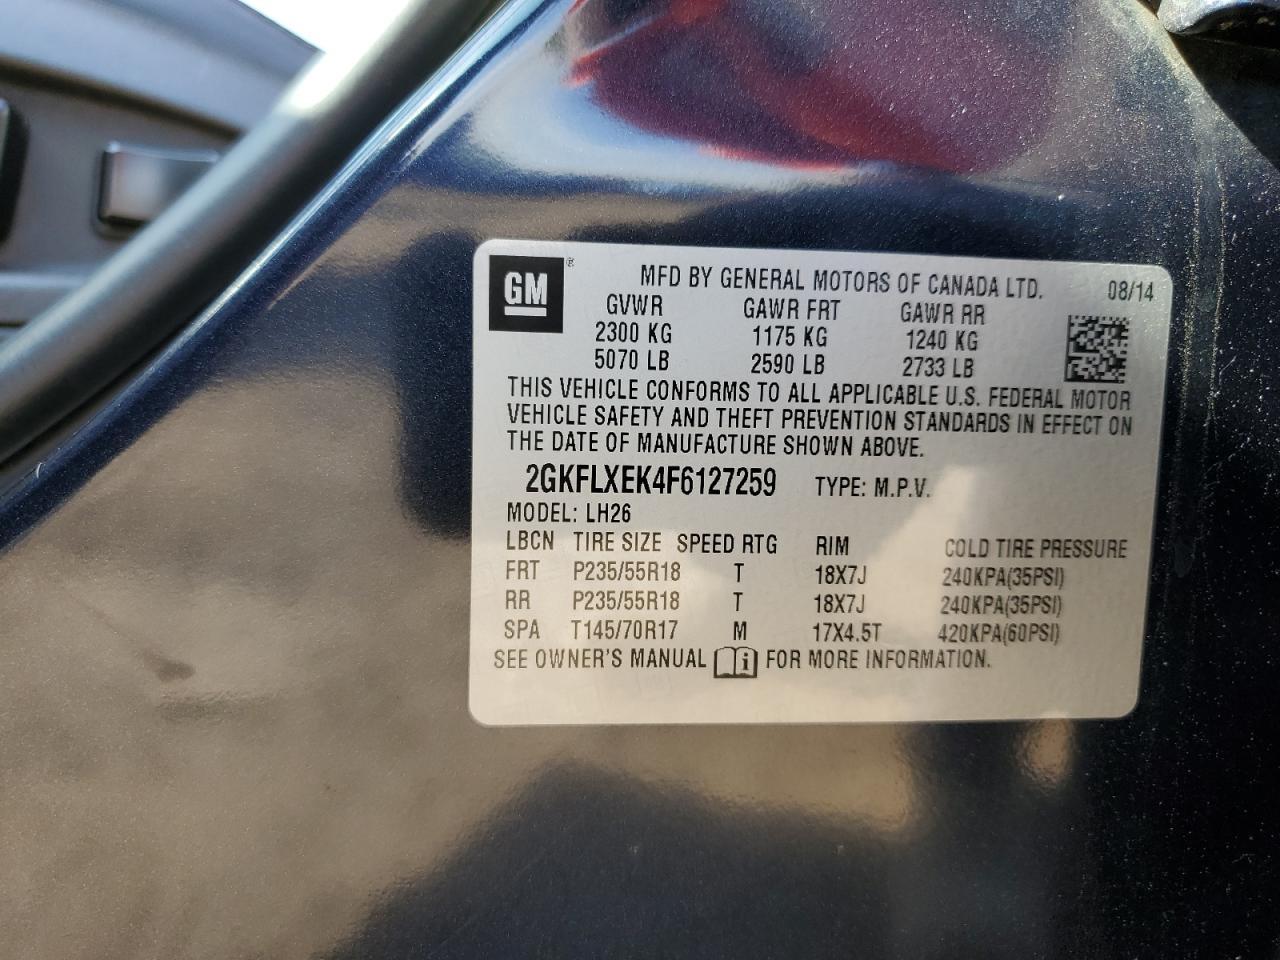 GM ®
MFD BY GENERAL MOTORS OF CANADA LTD. 08/14
GVWR GAWR FRT GAWR RR
2300 KG 1175 KG 1240 KG
5070 LB 2590 LB 2733 LB
THIS VEHICLE CONFORMS TO ALL APPLICABLE U.S. FEDERAL MOTOR
VEHICLE SAFETY AND THEFT PREVENTION STANDARDS IN EFFECT ON
THE DATE OF MANUFACTURE SHOWN ABOVE.
2GKFLXEK4F6127259 TYPE: M.P.V.
MODEL: LH26
LBCN TIRE SIZE SPEED RTG RIM COLD TIRE PRESSURE
FRT P235/55R18 T 18X7J 240KPA(35PSI)
RR P235/55R18 T 18X7J 240KPA(35PSI)
SPA T145/70R17 M 17X4.5T 420KPA(60PSI)
SEE OWNER'S MANUAL i FOR MORE INFORMATION.